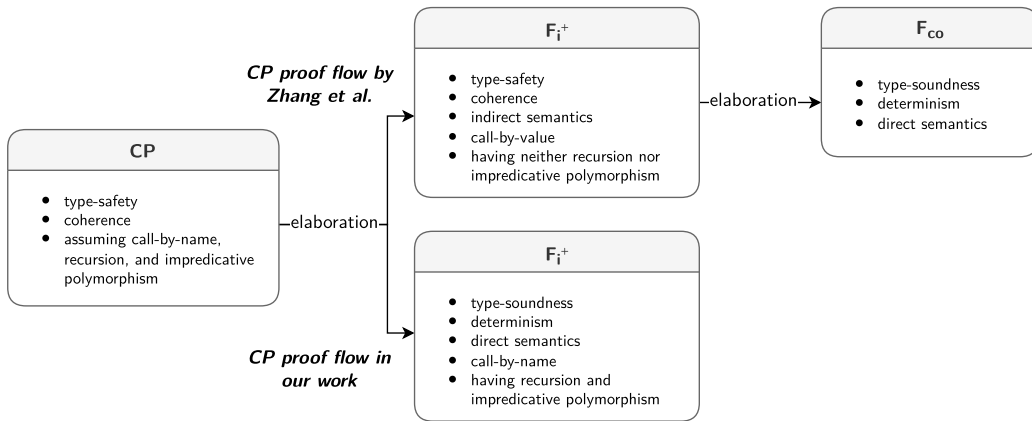 CP
• type-safety
• coherence
• assuming call-by-name,
recursion, and impredicative
polymorphism
elaboration
CP proof flow by
Zhang et al.
Fi+
• type-safety
• coherence
• indirect semantics
• call-by-value
• having neither recursion nor
impredicative polymorphism
elaboration
Fco
• type-soundness
• determinism
• direct semantics
CP proof flow in
our work
Fi+
• type-soundness
• determinism
• direct semantics
• call-by-name
• having recursion and
impredicative polymorphism